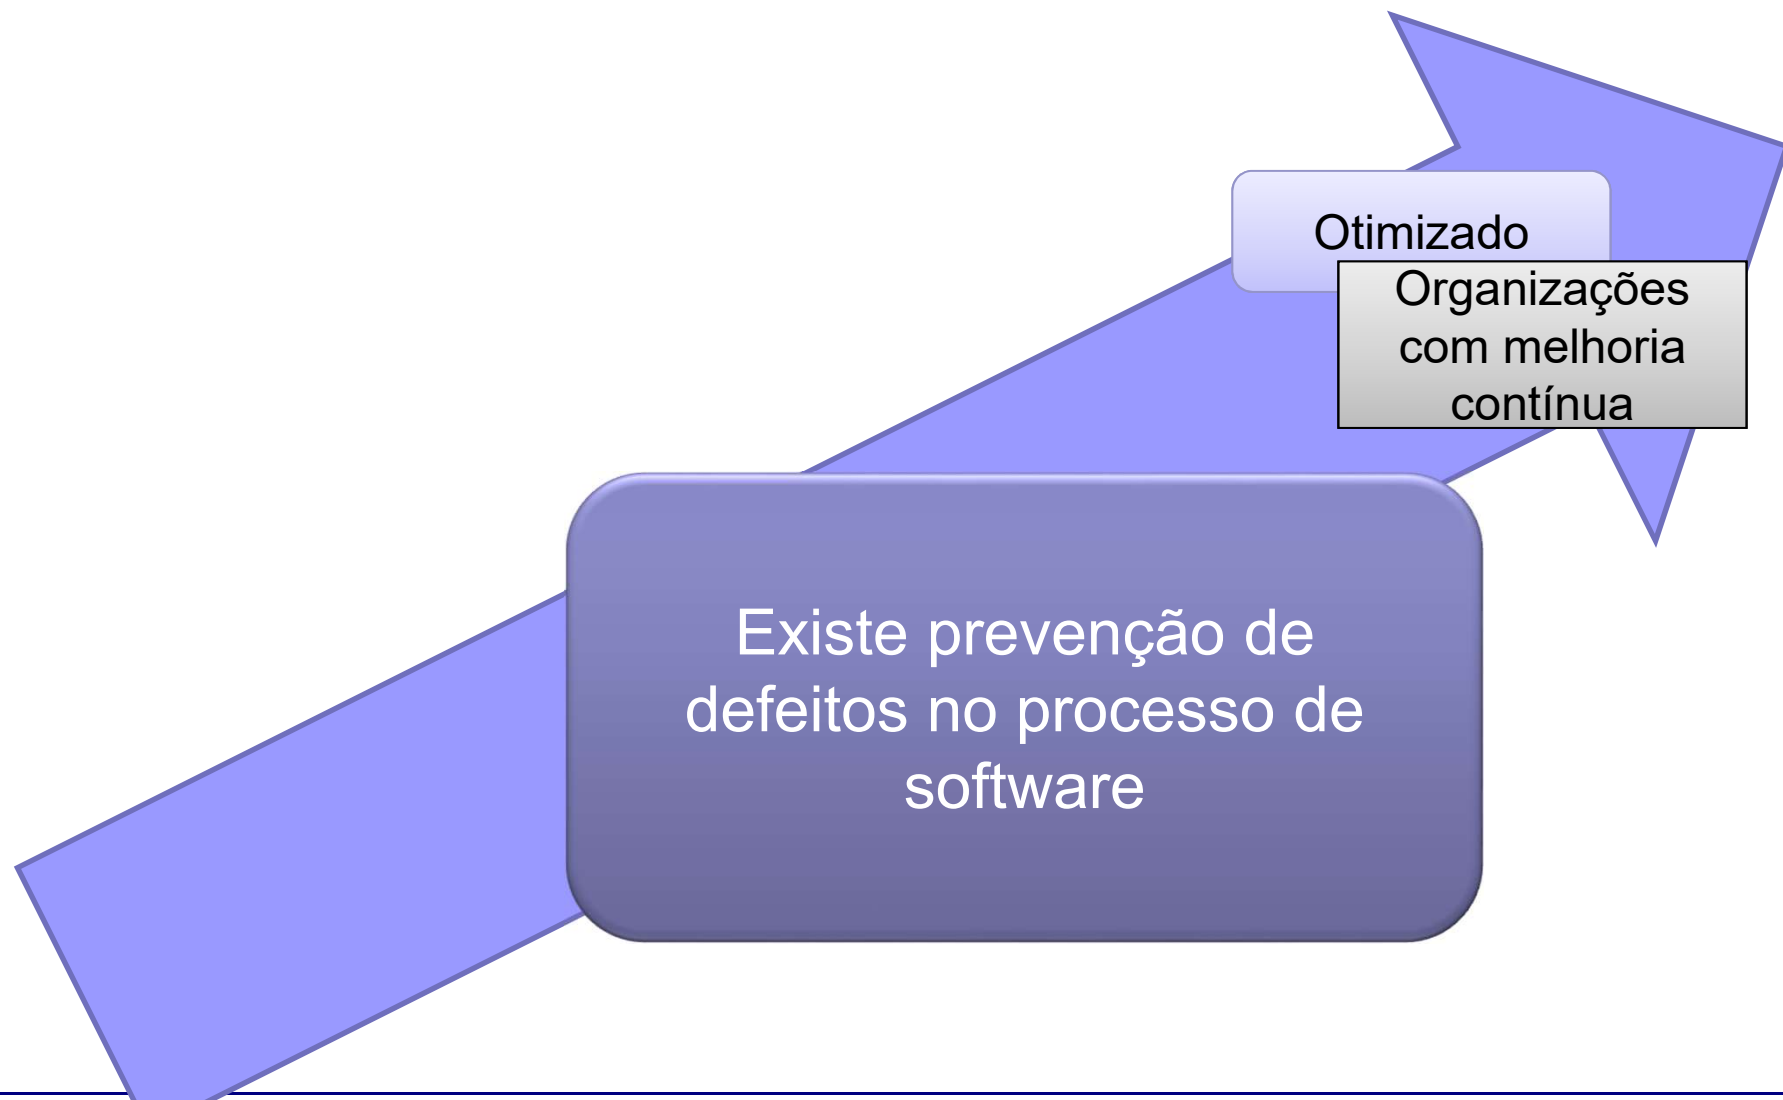 Otimizado
Organizações
com melhoria
contínua
Existe prevenção de
defeitos no processo de
software